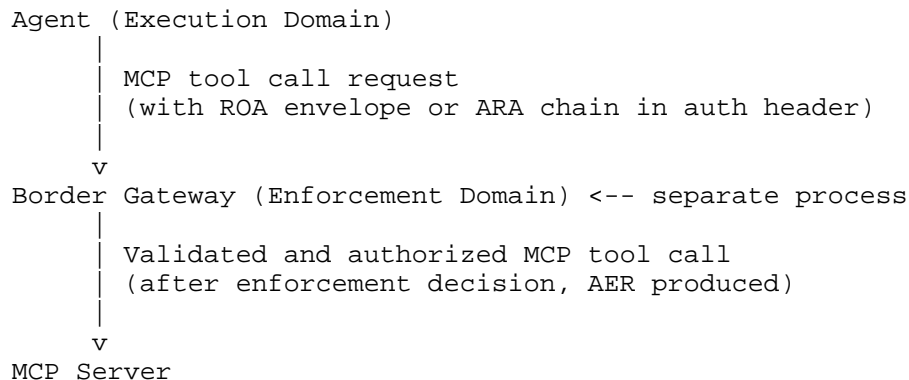 Agent (Execution Domain)
|
| MCP tool call request
| (with ROA envelope or ARA chain in auth header)
|
v
Border Gateway (Enforcement Domain) <-- separate process
|
| Validated and authorized MCP tool call
| (after enforcement decision, AER produced)
|
v
MCP Server